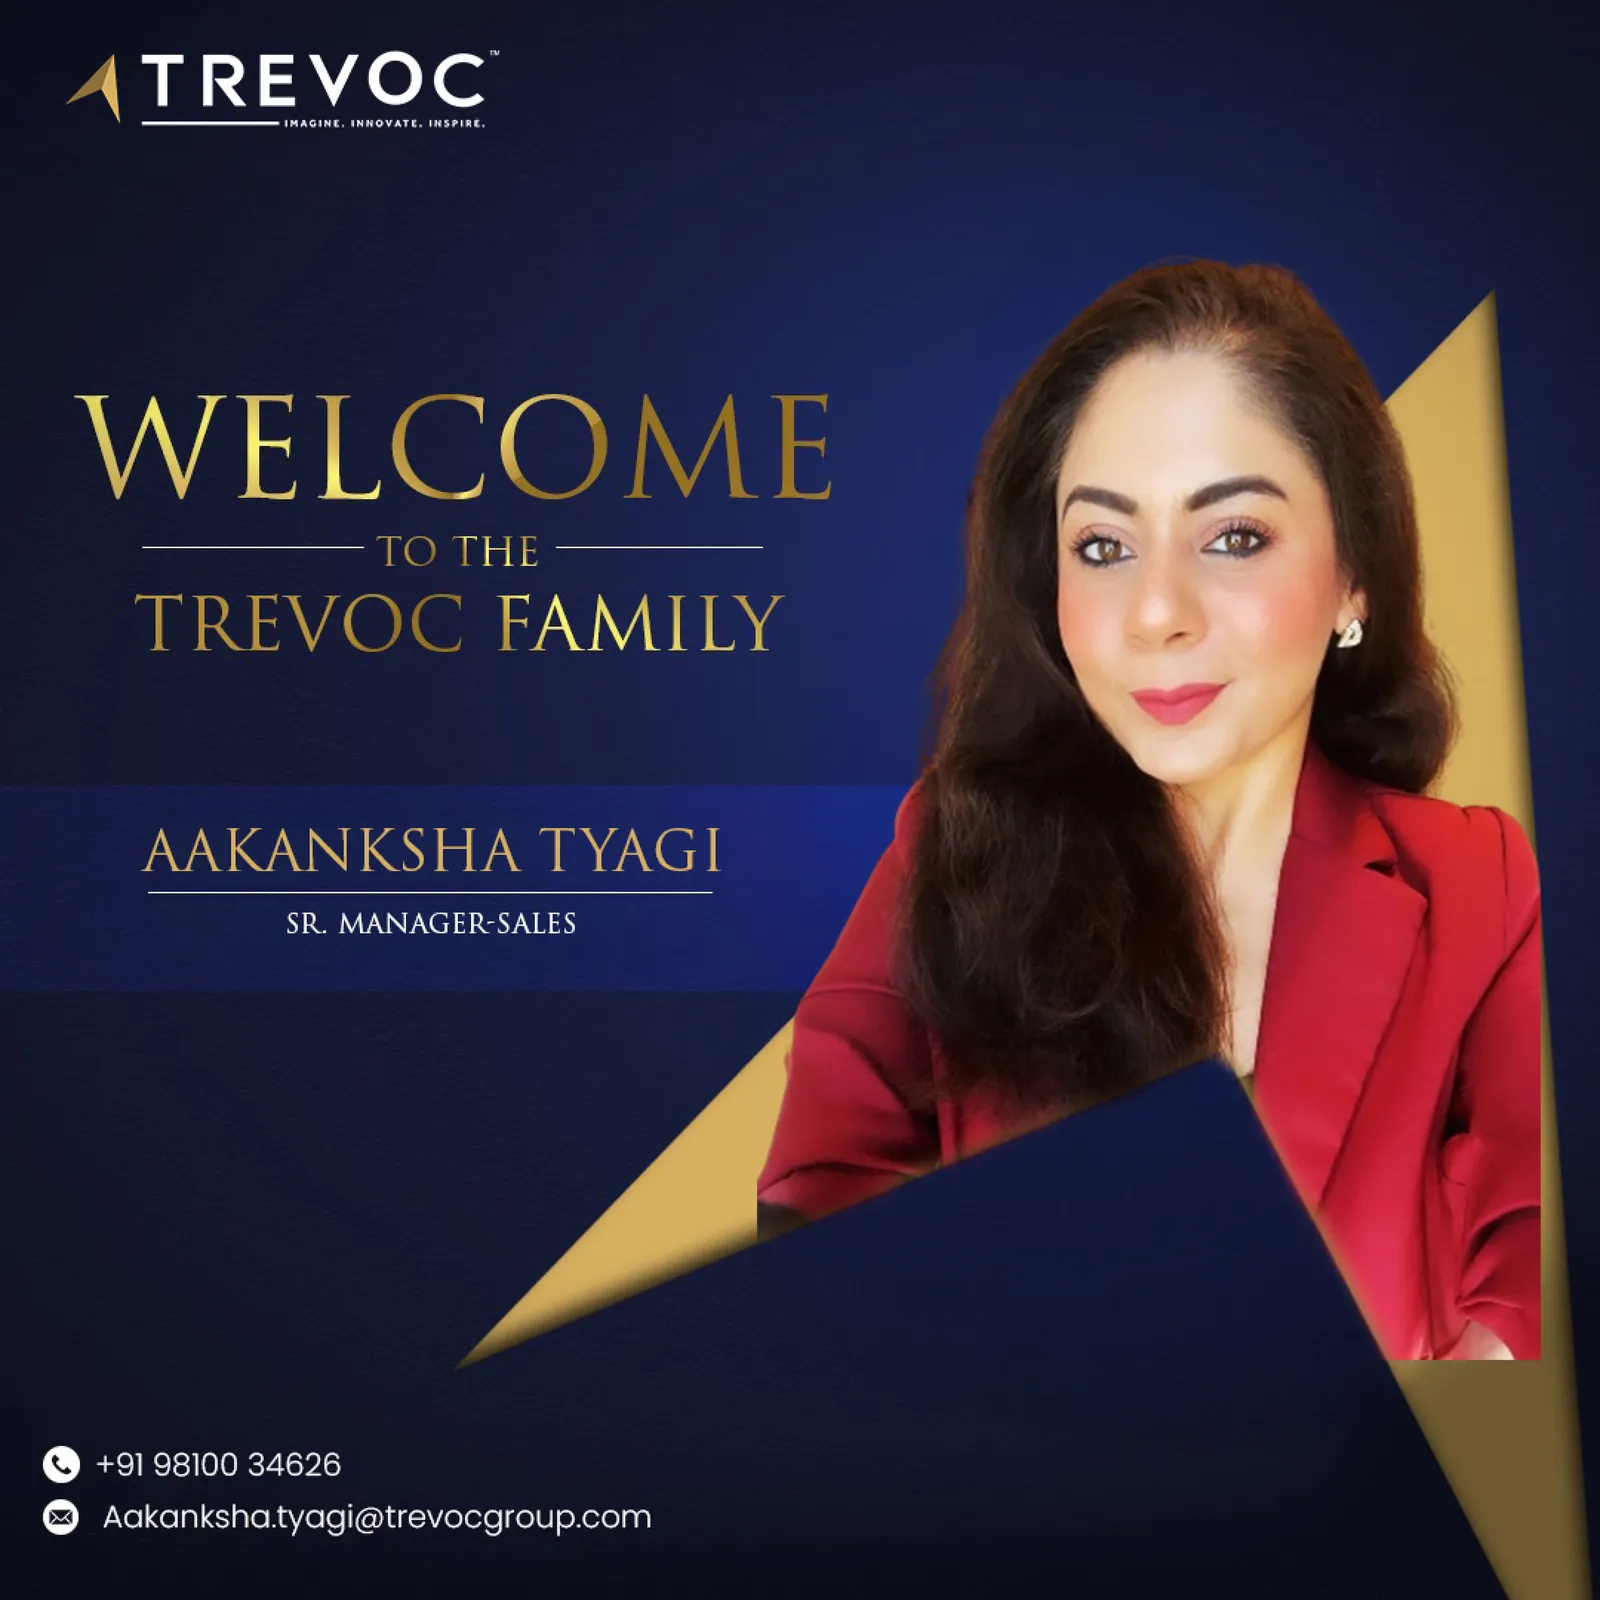 TREVOC™
IMAGINE. INNOVATE. INSPIRE.
WELCOME
TO THE
TREVOC FAMILY
AAKANKSHA TYAGI
SR. MANAGER-SALES
+91 98100 34626
Aakanksha.tyagi@trevocgroup.com